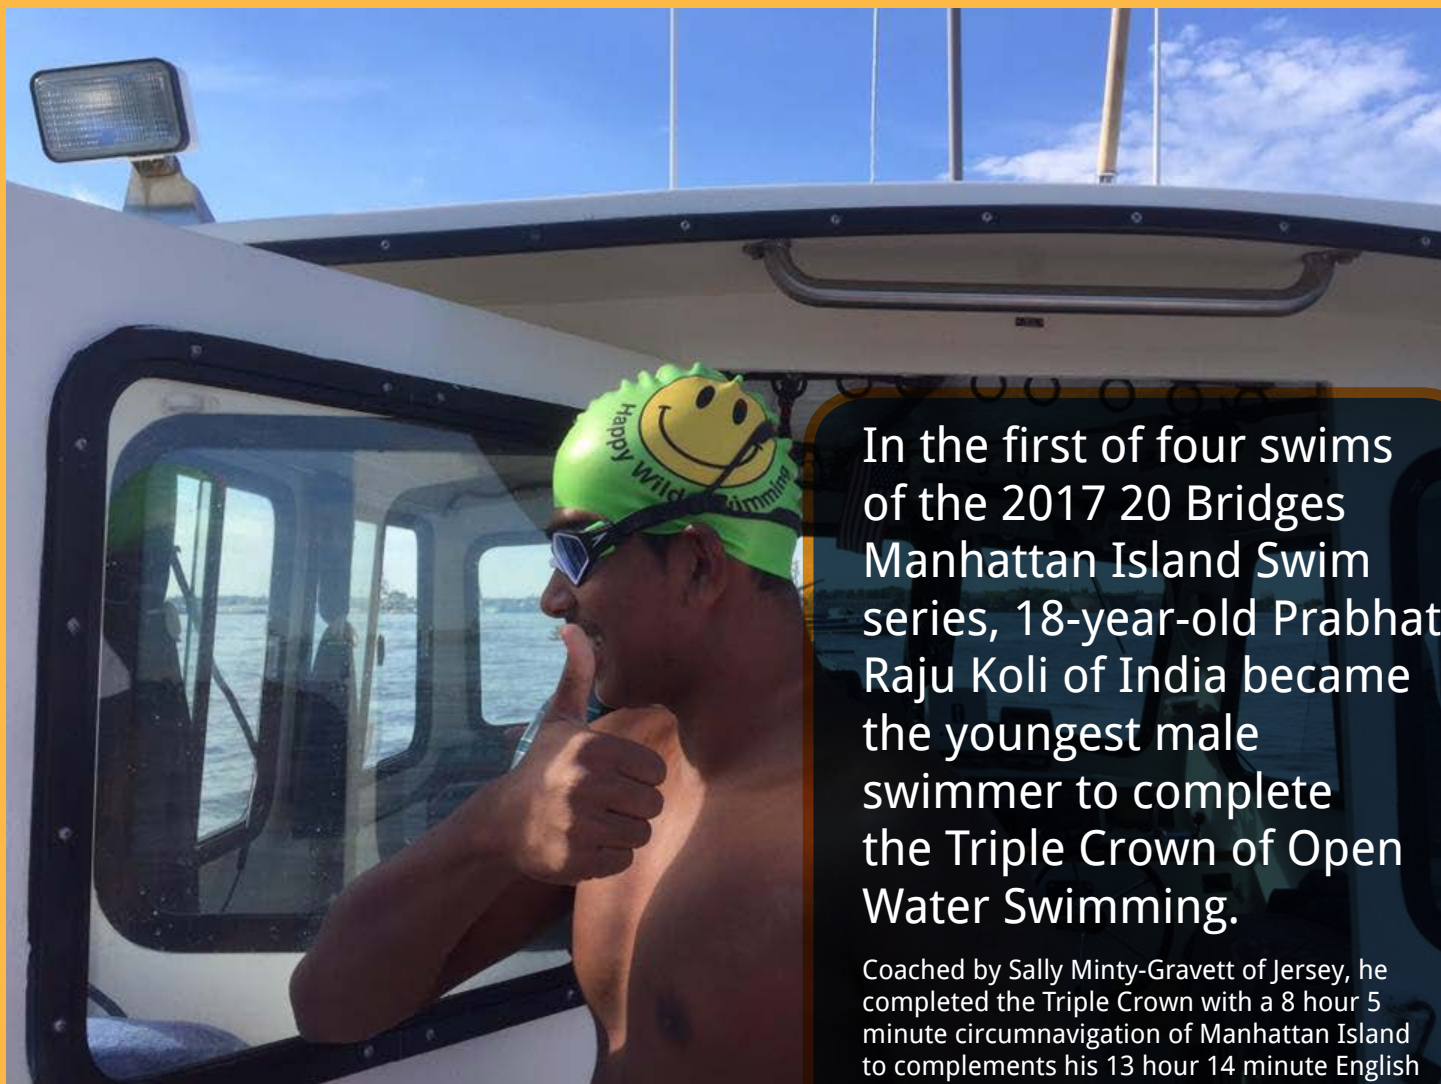 Happy Wild Swimming
In the first of four swims
of the 2017 20 Bridges
Manhattan Island Swim
series, 18-year-old Prabhat
Raju Koli of India became
the youngest male
swimmer to complete
the Triple Crown of Open
Water Swimming.
Coached by Sally Minty-Gravett of Jersey, he
completed the Triple Crown with a 8 hour 5
minute circumnavigation of Manhattan Island
to complements his 13 hour 14 minute English